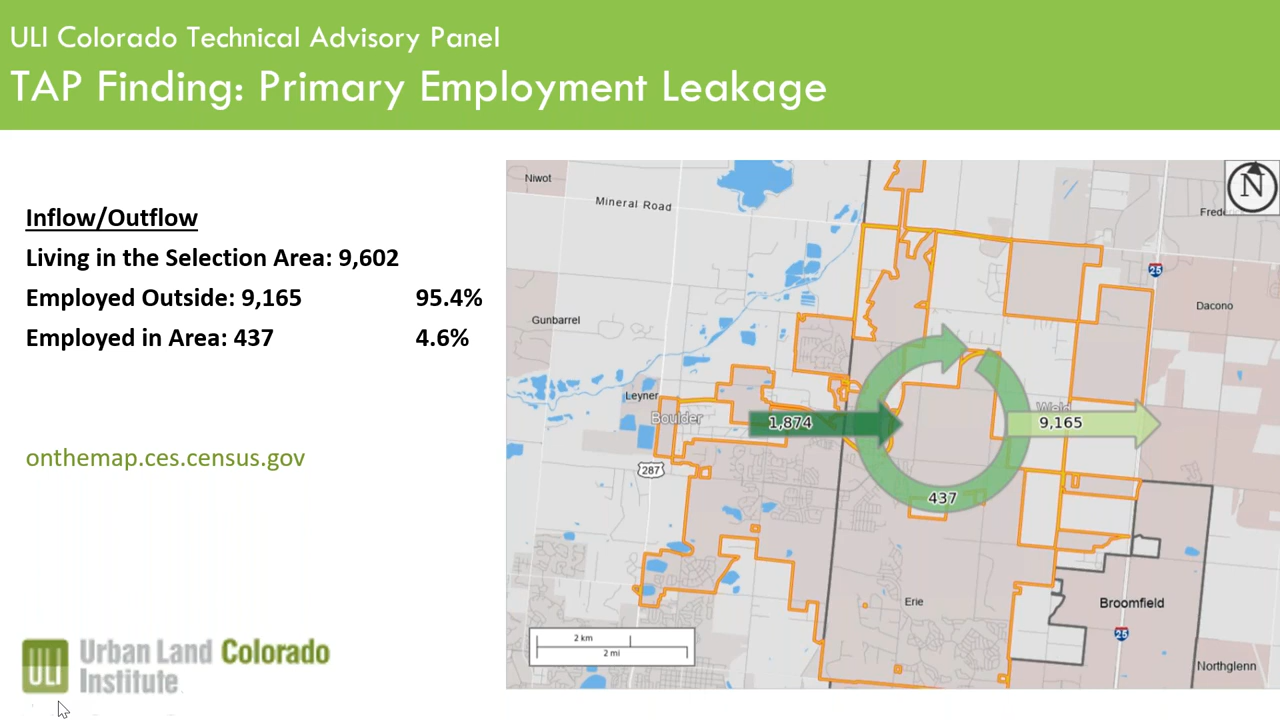 ULI Colorado Technical Advisory Panel
TAP Finding: Primary Employment Leakage
Inflow/Outflow
Living in the Selection Area: 9,602
Employed Outside: 9,165 95.4%
Employed in Area: 437 4.6%
onthemap.ces.census.gov
ULI
Urban Land Colorado
Institute
Niwot
Mineral Road
N
25
Dacono
Gunbarrel
Leyner
Boulder
Weld
1,874
9,165
287
437
Erie
Broomfield
25
2 km
2 mi
Northglenn